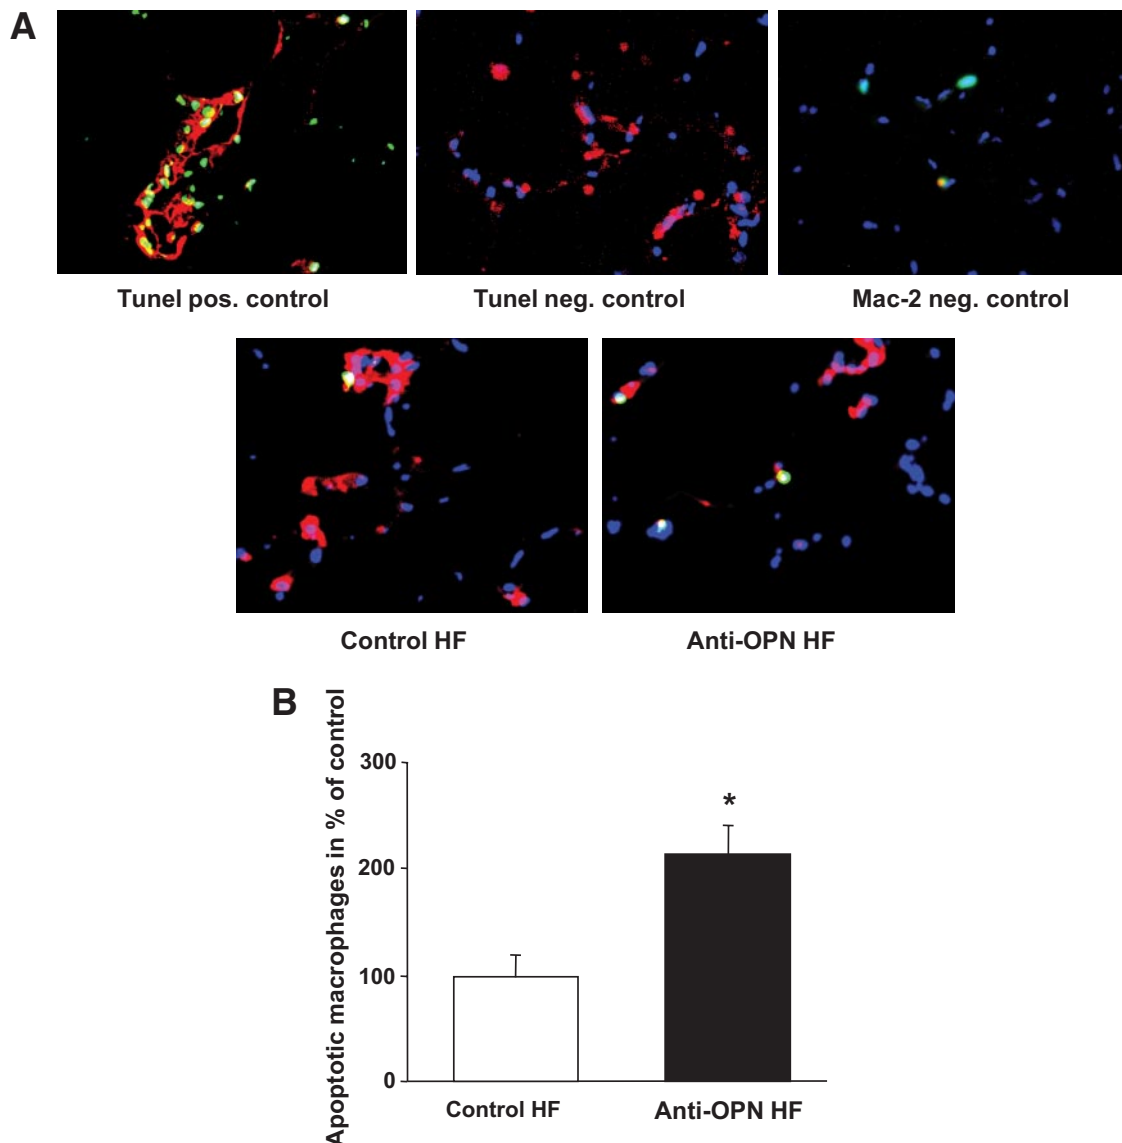 A
Tunel pos. control
Tunel neg. control
Mac-2 neg. control
Control HF
Anti-OPN HF
B
Apoptotic macrophages in % of control
300
200
100
0
*
Control HF
Anti-OPN HF